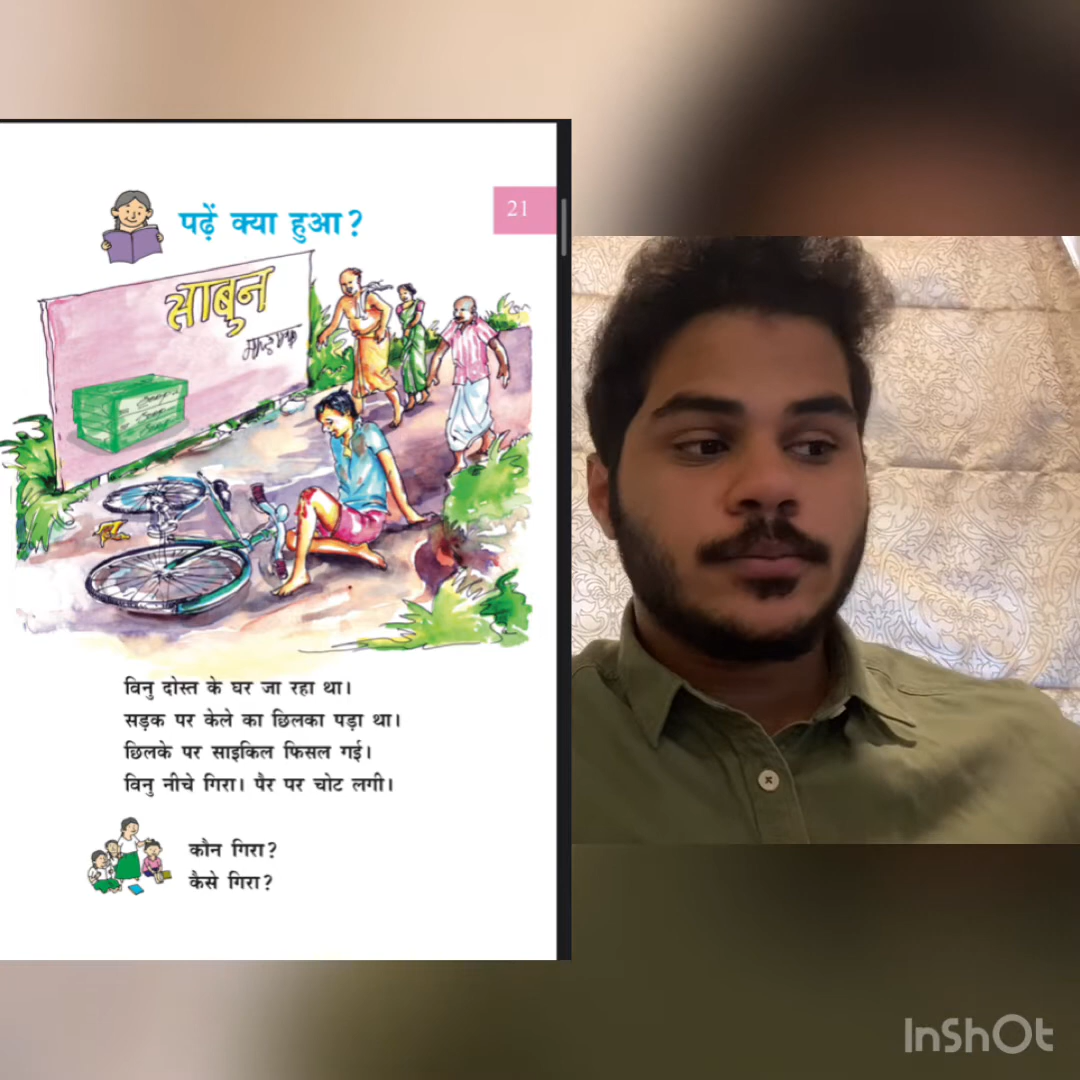 21
पढ़ें क्या हुआ?
साबुन
विनु दोस्त के घर जा रहा था।
सड़क पर केले का छिलका पड़ा था।
छिलके पर साइकिल फिसल गई।
विनु नीचे गिरा। पैर पर चोट लगी।
कौन गिरा?
कैसे गिरा?
InShOt